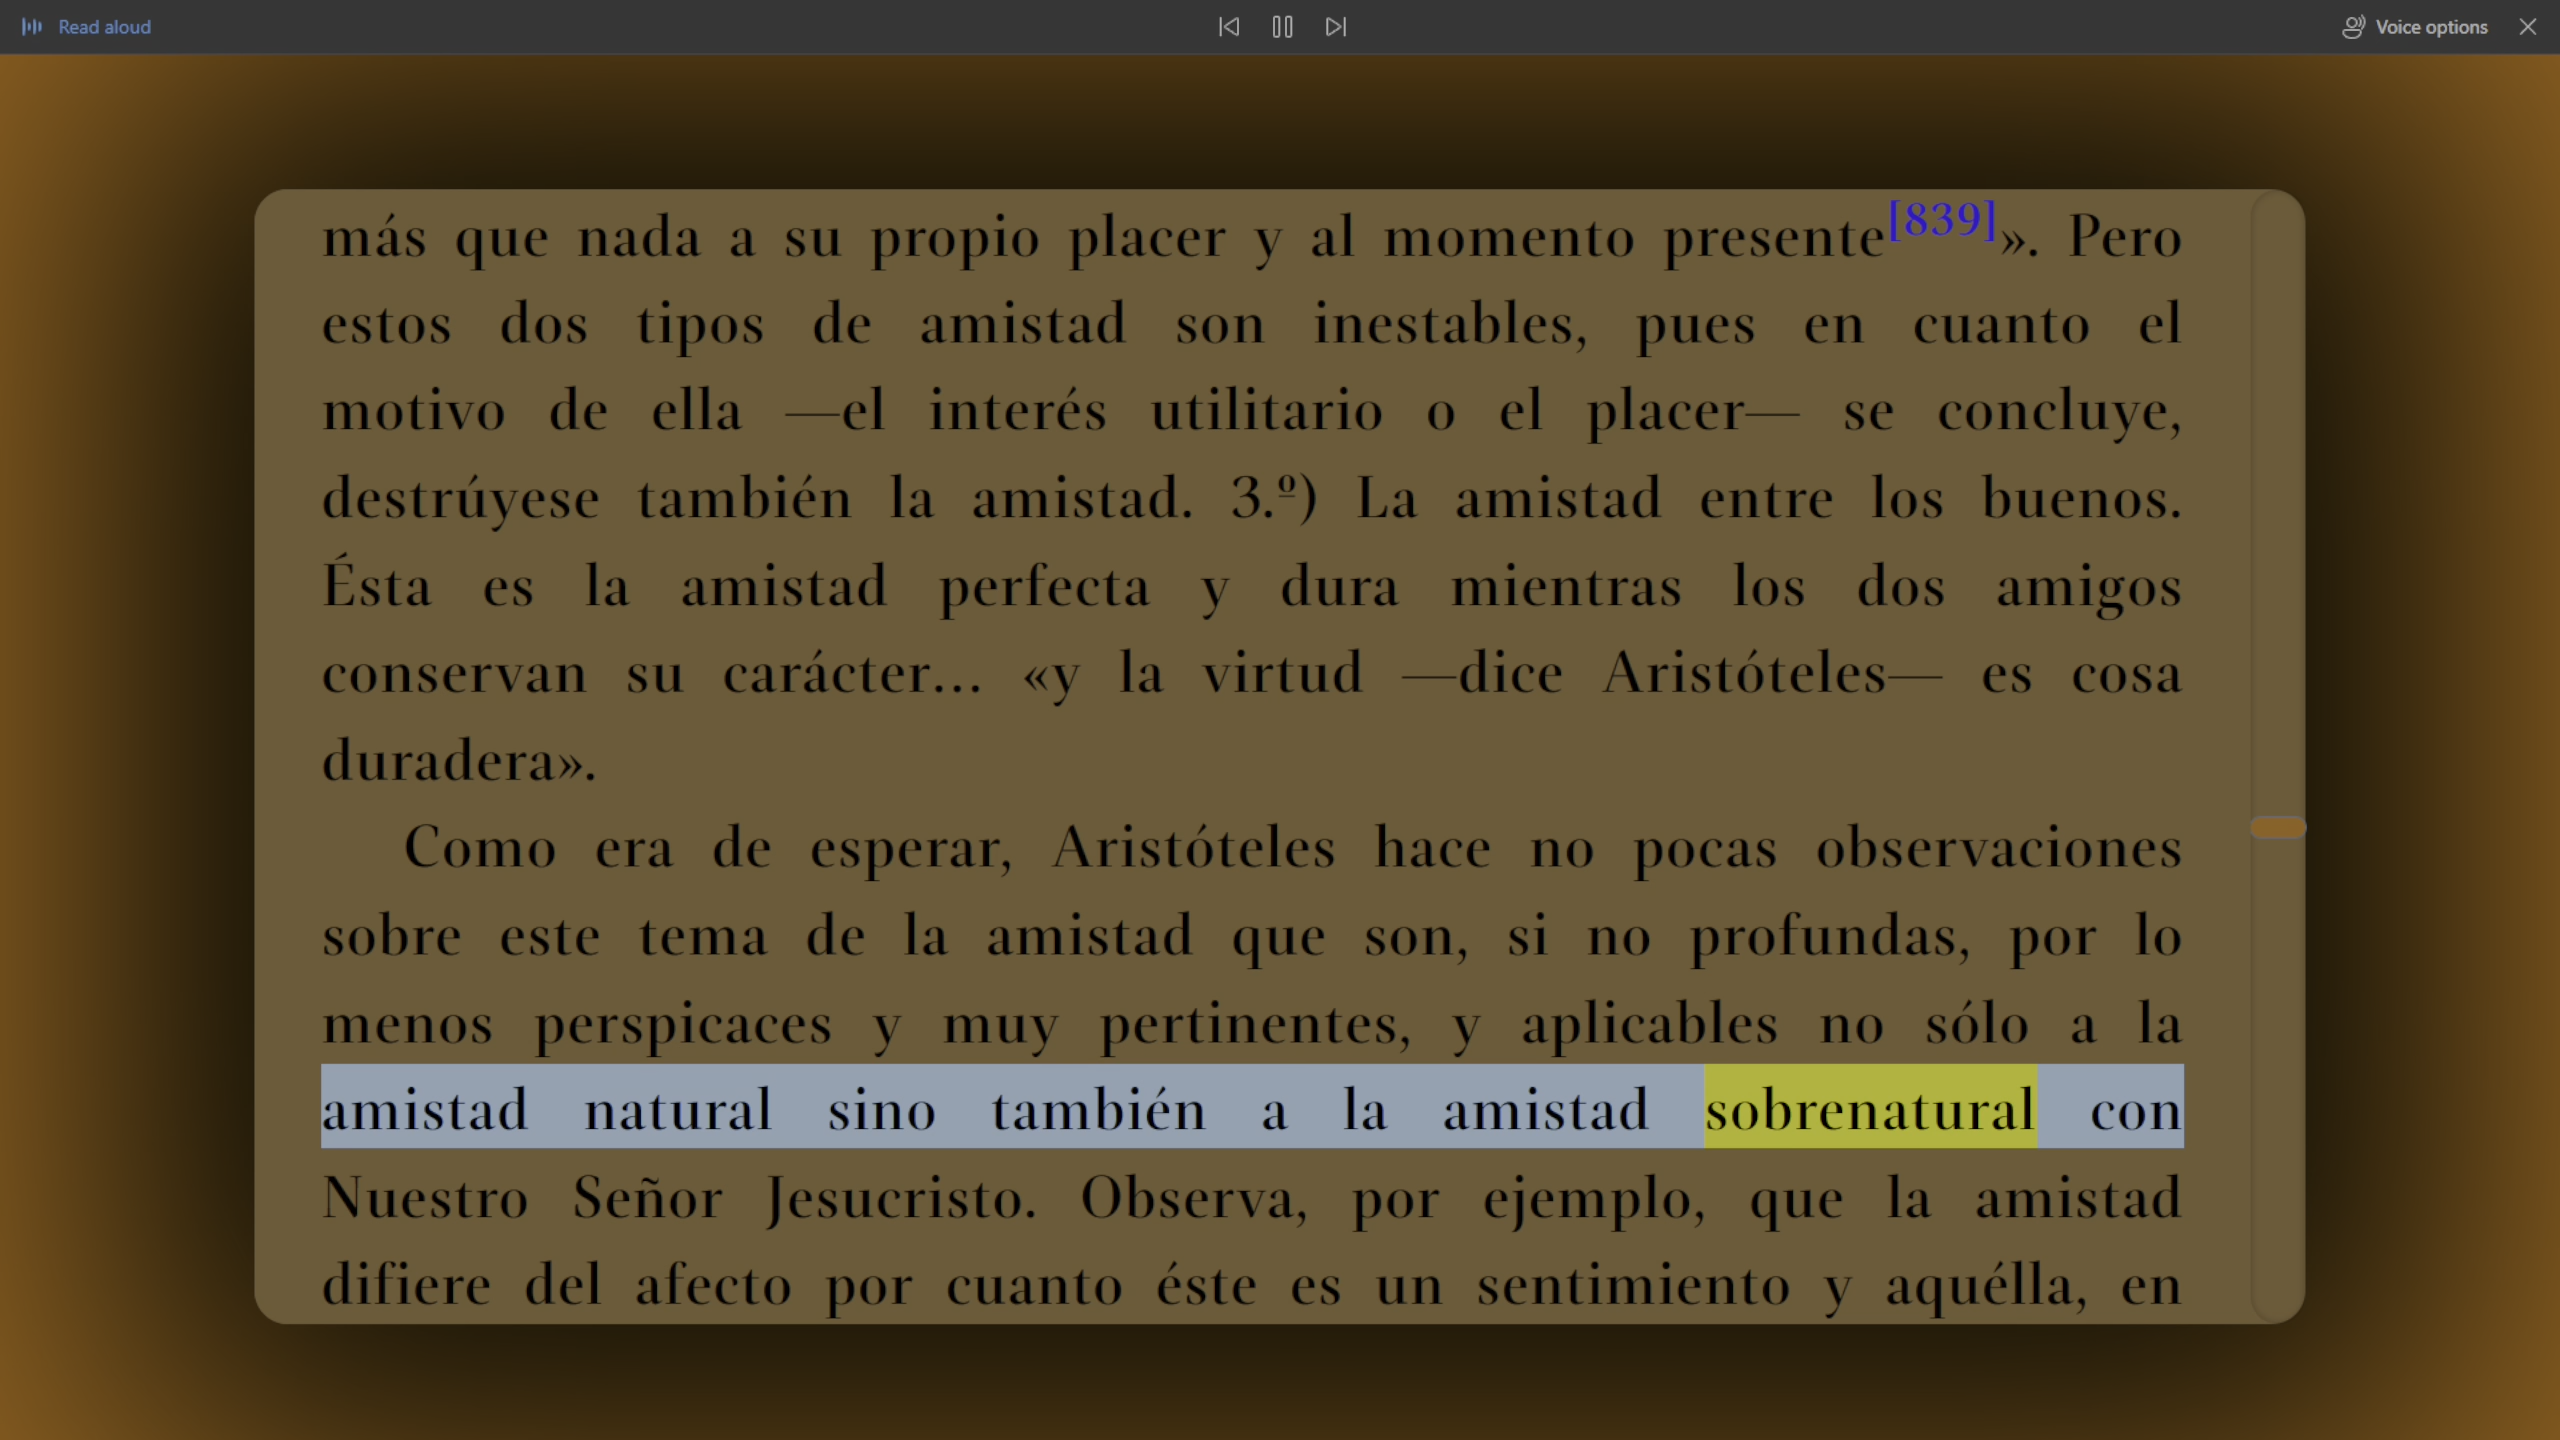 Read aloud
Voice options
más que nada a su propio placer y al momento presente[839]». Pero
estos dos tipos de amistad son inestables, pues en cuanto el
motivo de ella —el interés utilitario o el placer— se concluye,
destrúyese también la amistad. 3.º) La amistad entre los buenos.
Ésta es la amistad perfecta y dura mientras los dos amigos
conservan su carácter... «y la virtud —dice Aristóteles— es cosa
duradera».
Como era de esperar, Aristóteles hace no pocas observaciones
sobre este tema de la amistad que son, si no profundas, por lo
menos perspicaces y muy pertinentes, y aplicables no sólo a la
amistad natural sino también a la amistad sobrenatural con
Nuestro Señor Jesucristo. Observa, por ejemplo, que la amistad
difiere del afecto por cuanto éste es un sentimiento y aquélla, en